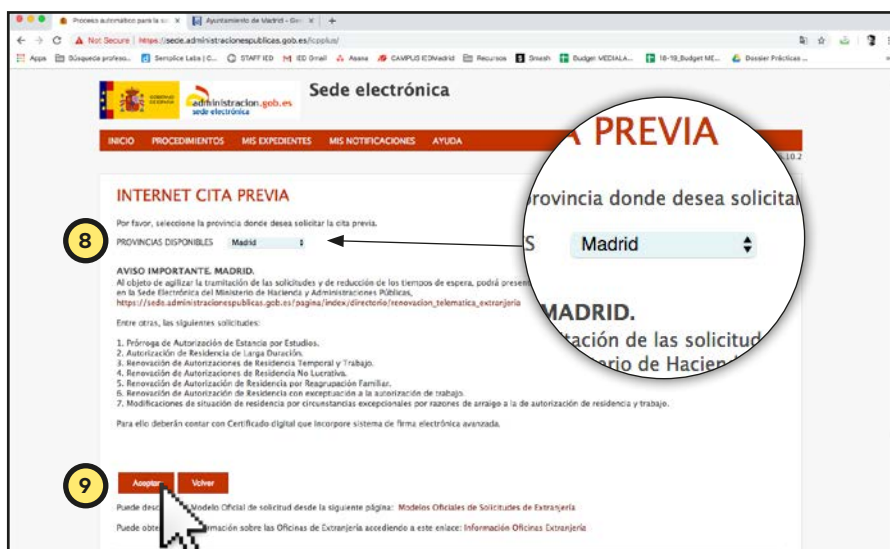 Proceso automático para la so
Ayuntamiento de Madrid -
Not Secure | https://sede.administracionespublicas.gob.es/icpplus/
Apps Búsqueda profeso... Semplice Labs | C... STAFF IED IED Gmail Asana CAMPUS IEDMadrid Recursos Smash Budget MEDIALA... 18-19_Budget ME... Dossier Prácticas ...
administracion.gob.es
sede electrónica
Sede electrónica
INICIO PROCEDIMIENTOS MIS EXPEDIENTES MIS NOTIFICACIONES AYUDA
10.2
A PREVIA
provincia donde desea solicitar
S Madrid
MADRID.
tación de las solicitud
erio de Hacien
INTERNET CITA PREVIA
Por favor, seleccione la provincia donde desea solicitar la cita previa.
8
PROVINCIAS DISPONIBLES Madrid
AVISO IMPORTANTE. MADRID.
Al objeto de agilizar la tramitación de las solicitudes y de reducción de los tiempos de espera, podrá presen
en la Sede Electrónica del Ministerio de Hacienda y Administraciones Públicas,
https://sede.administracionespublicas.gob.es/pagina/index/directorio/renovacion_telematica_extranjeria
Entre otras, las siguientes solicitudes:
1. Prórroga de Autorización de Estancia por Estudios.
2. Autorización de Residencia de Larga Duración.
3. Renovación de Autorizaciones de Residencia Temporal y Trabajo.
4. Renovación de Autorizaciones de Residencia No Lucrativa.
5. Renovación de Autorización de Residencia por Reagrupación Familiar.
6. Renovación de Autorización de Residencia con exceptuación a la autorización de trabajo.
7. Modificaciones de situación de residencia por circunstancias excepcionales por razones de arraigo a la de autorización de residencia y trabajo.
Para ello deberán contar con Certificado digital que incorpore sistema de firma electrónica avanzada.
9
Aceptar Volver
Puede desc Modelo Oficial de solicitud desde la siguiente página: Modelos Oficiales de Solicitudes de Extranjería
Puede obte rmación sobre las Oficinas de Extranjería accediendo a este enlace: Información Oficinas Extranjería